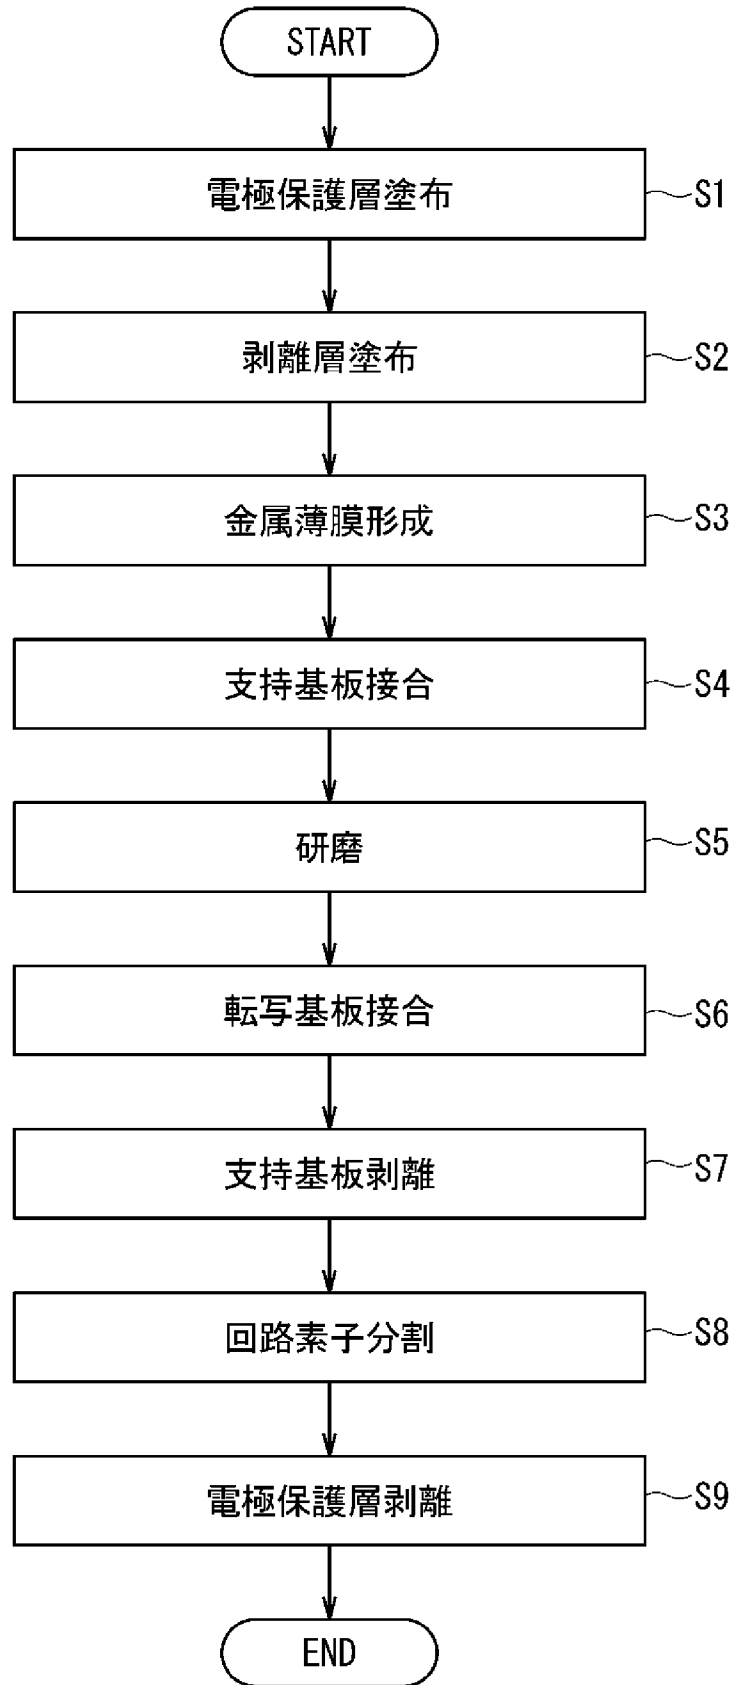 START
電極保護層塗布
S1
剥離層塗布
S2
金属薄膜形成
S3
支持基板接合
S4
研磨
S5
転写基板接合
S6
支持基板剥離
S7
回路素子分割
S8
電極保護層剥離
S9
END